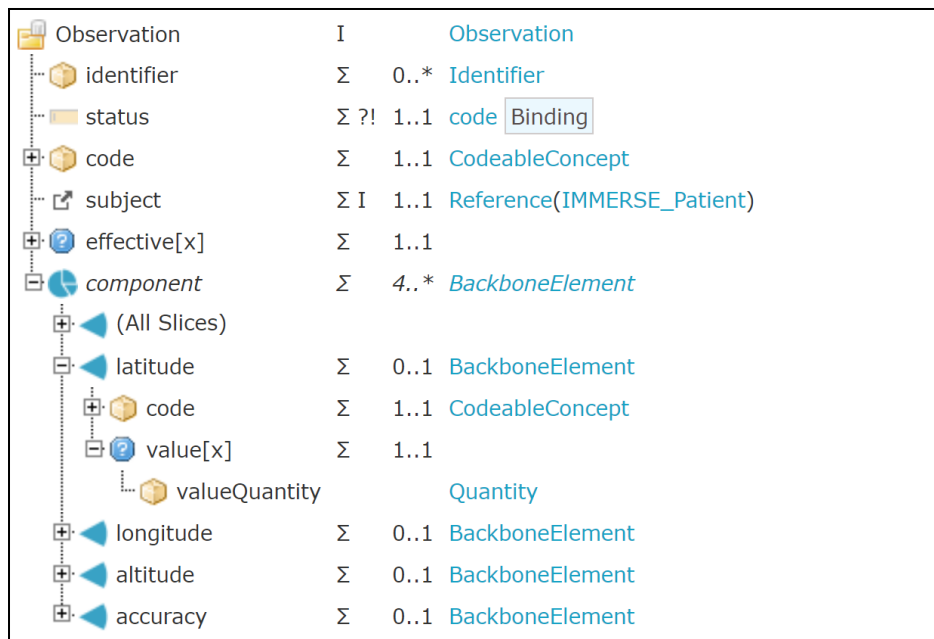 Observation I Observation
identifier Σ 0..* Identifier
status Σ ?! 1..1 code Binding
code Σ 1..1 CodeableConcept
subject Σ I 1..1 Reference(IMMERSE_Patient)
effective[x] Σ 1..1
component Σ 4..* BackboneElement
(All Slices)
latitude Σ 0..1 BackboneElement
code Σ 1..1 CodeableConcept
value[x] Σ 1..1
valueQuantity Quantity
longitude Σ 0..1 BackboneElement
altitude Σ 0..1 BackboneElement
accuracy Σ 0..1 BackboneElement